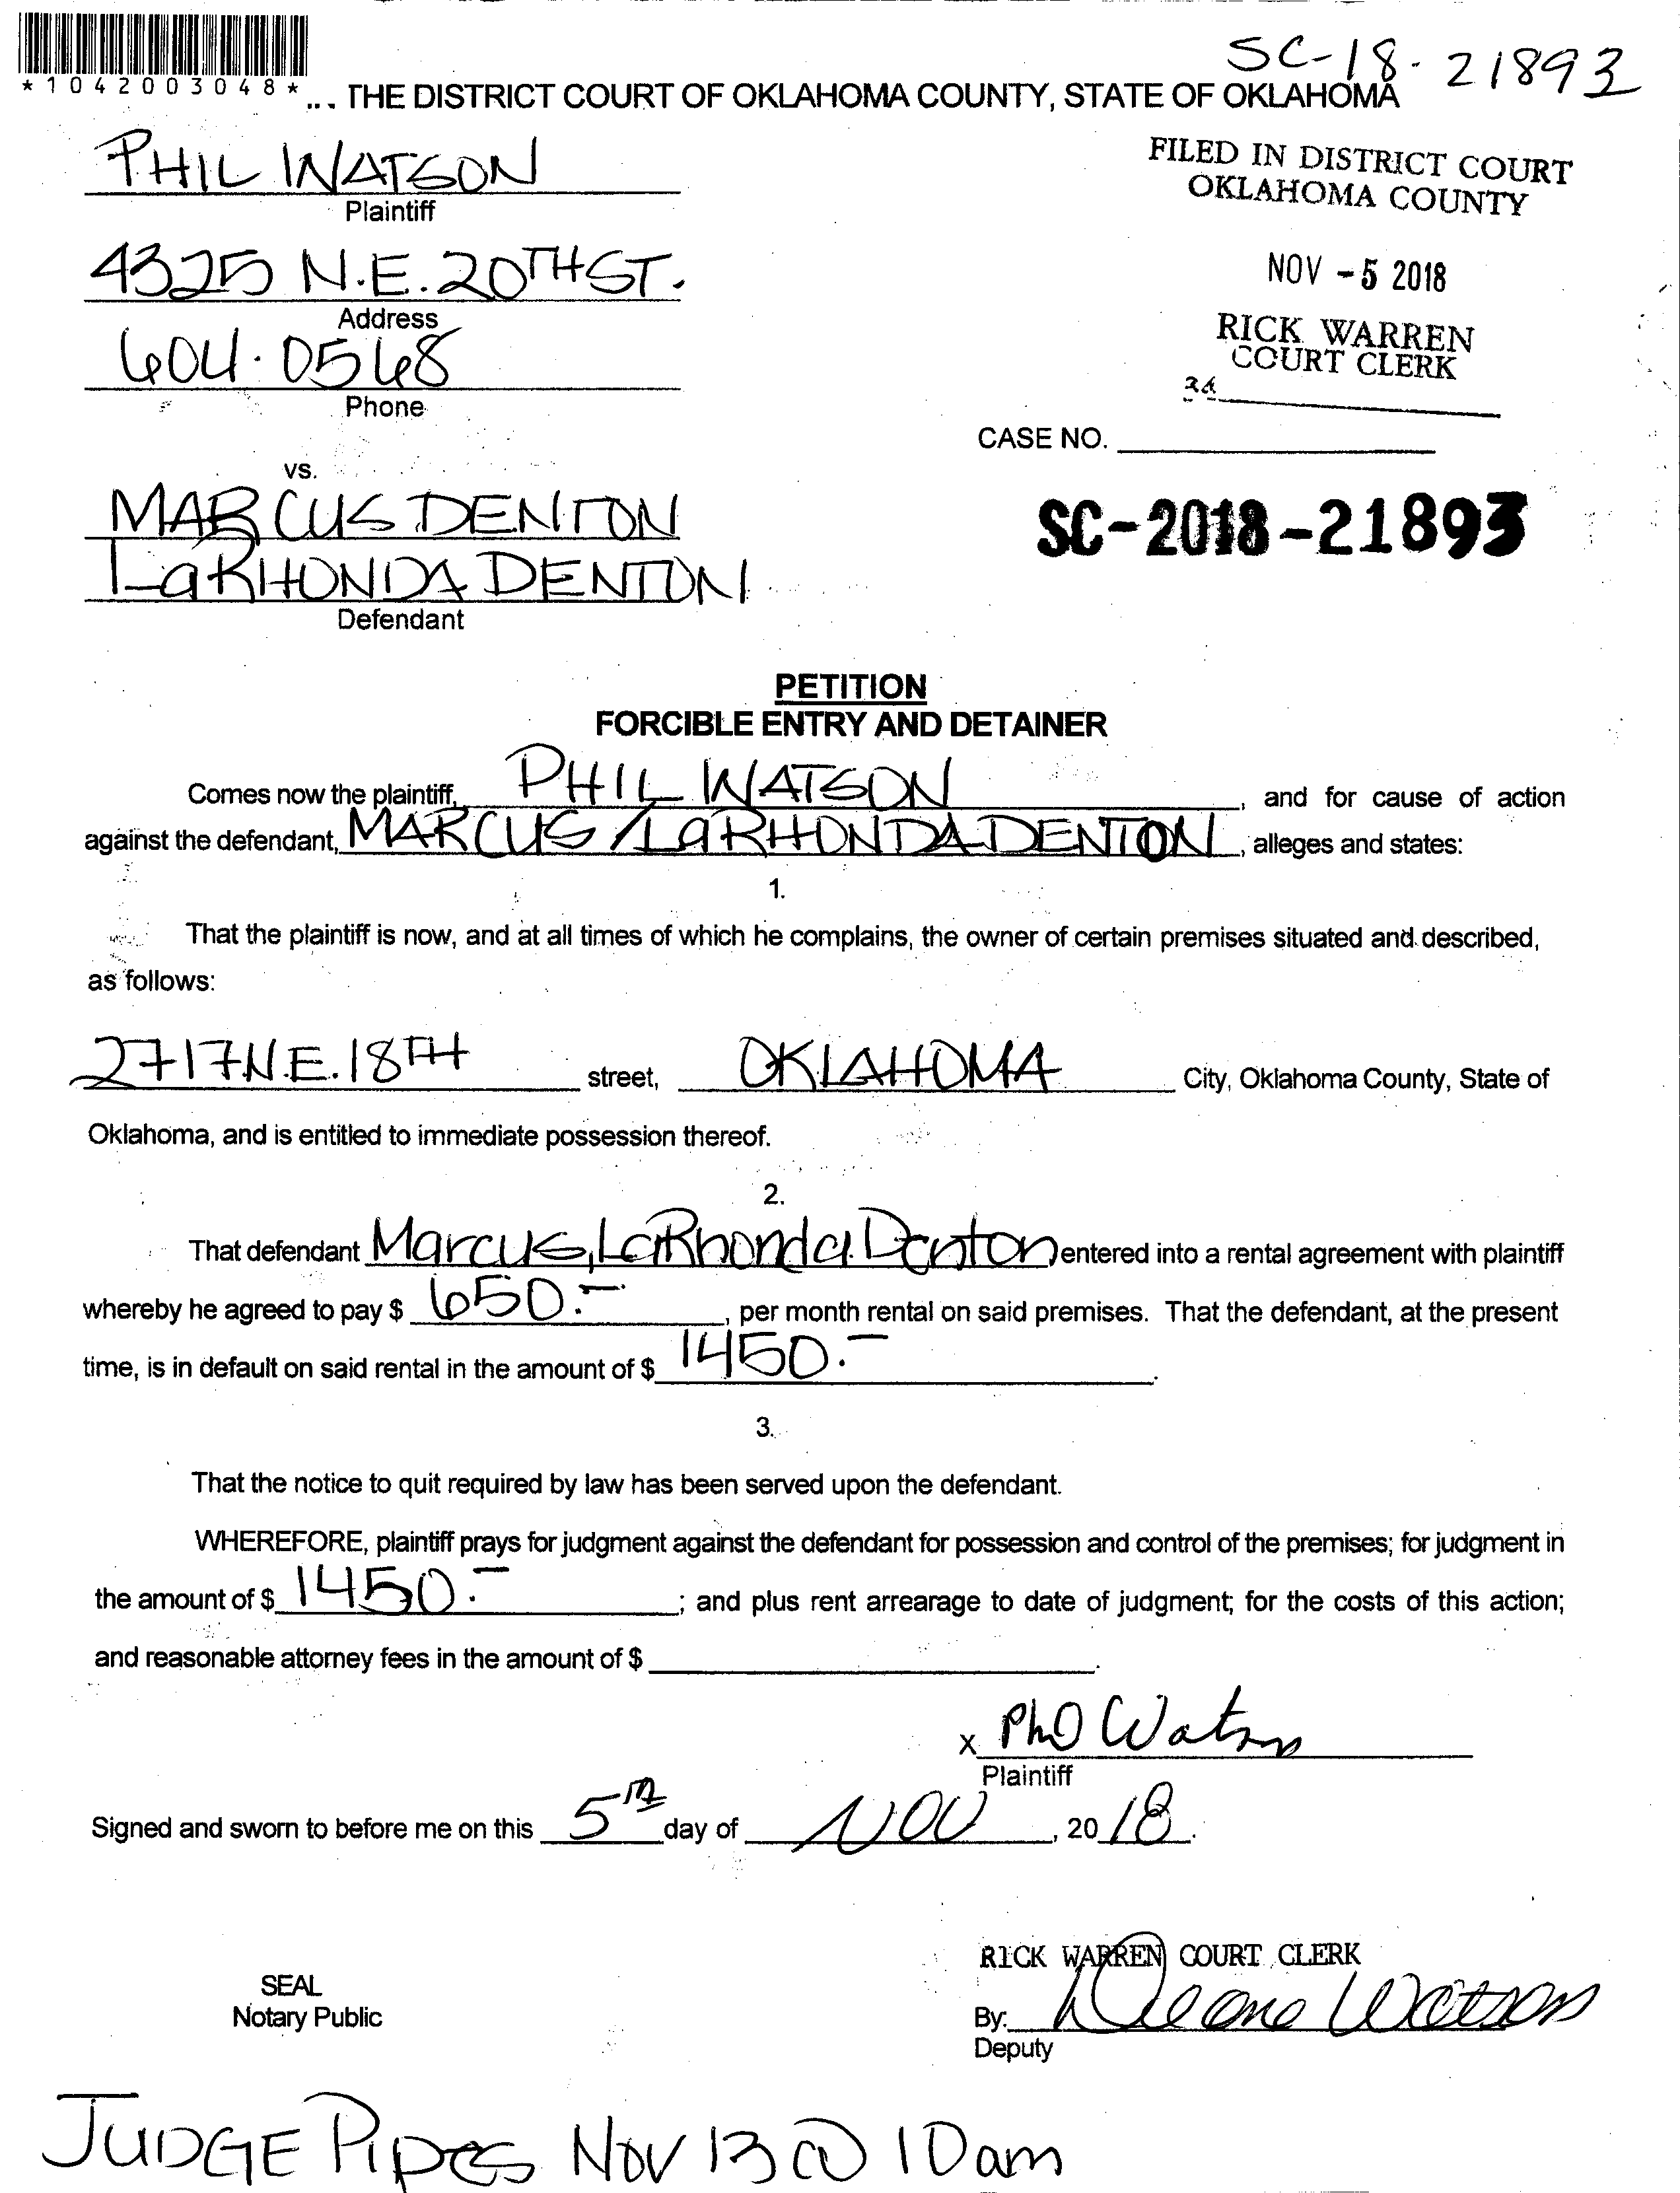 SC-18-21893
*1042003048*
THE DISTRICT COURT OF OKLAHOMA COUNTY, STATE OF OKLAHOMA
PHIL WATSON
Plaintiff
FILED IN DISTRICT COURT
OKLAHOMA COUNTY
4325 N.E. 20TH ST.
Address
NOV -5 2018
604-0568
Phone
RICK WARREN
COURT CLERK
CASE NO.
vs.
MARCUS DENTON
LaRHONDA DENTON
Defendant
SC-2018-21893
PETITION
FORCIBLE ENTRY AND DETAINER
Comes now the plaintiff, PHIL WATSON, and for cause of action
against the defendant, MARCUS/LaRHONDA DENTON, alleges and states:
1.
That the plaintiff is now, and at all times of which he complains, the owner of certain premises situated and described,
as follows:
2717 N.E. 18TH street, OKLAHOMA City, Oklahoma County, State of
Oklahoma, and is entitled to immediate possession thereof.
2.
That defendant Marcus, LaRhonda Denton entered into a rental agreement with plaintiff
whereby he agreed to pay $ 650.-, per month rental on said premises. That the defendant, at the present
time, is in default on said rental in the amount of $ 1450.-.
3.
That the notice to quit required by law has been served upon the defendant.
WHEREFORE, plaintiff prays for judgment against the defendant for possession and control of the premises; for judgment in
the amount of $ 1450.-; and plus rent arrearage to date of judgment; for the costs of this action;
and reasonable attorney fees in the amount of $
x Phil Watson
Plaintiff
Signed and sworn to before me on this 5th day of NOV, 2018.
RICK WARREN COURT CLERK
SEAL
Notary Public
By: Watson
Deputy
JUDGE PIPES NOV 13 @ 10am